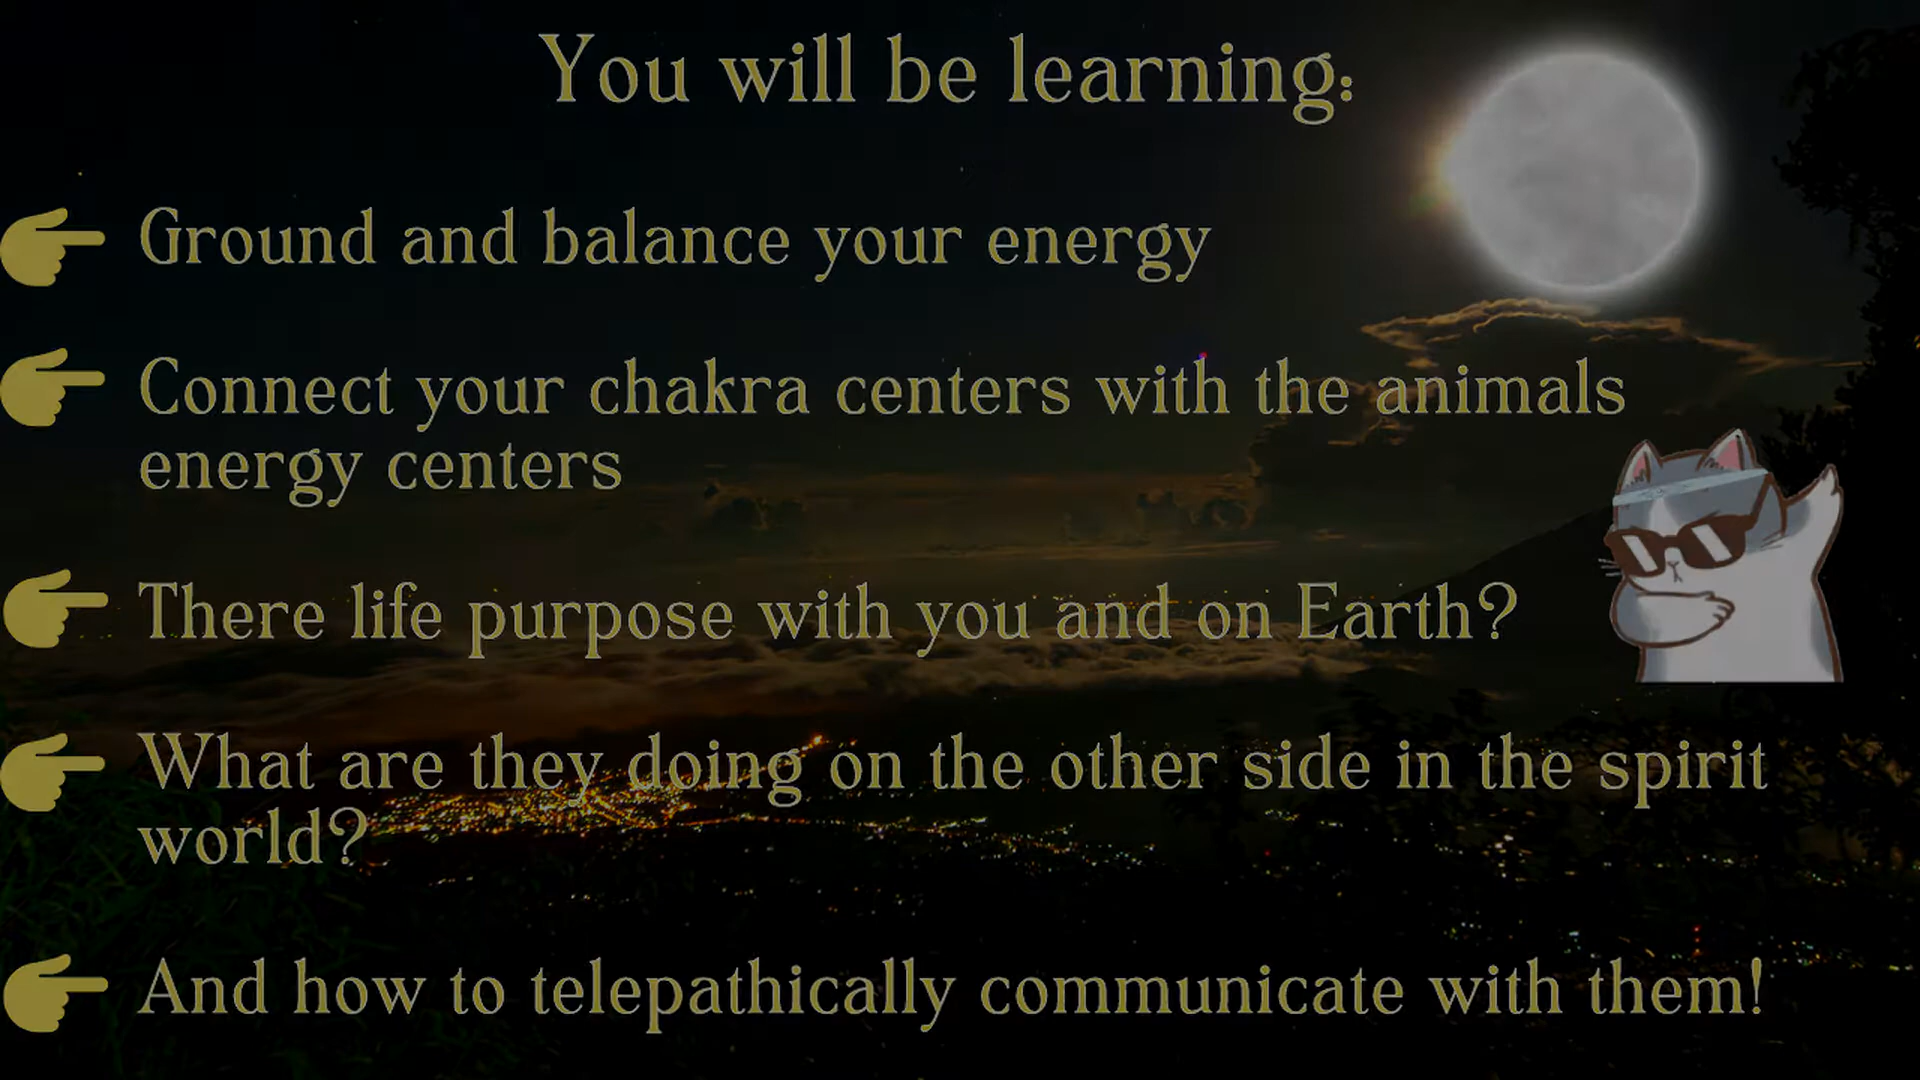 You will be learning:
Ground and balance your energy
Connect your chakra centers with the animals
energy centers
There life purpose with you and on Earth?
What are they doing on the other side in the spirit
world?
And how to telepathically communicate with them!